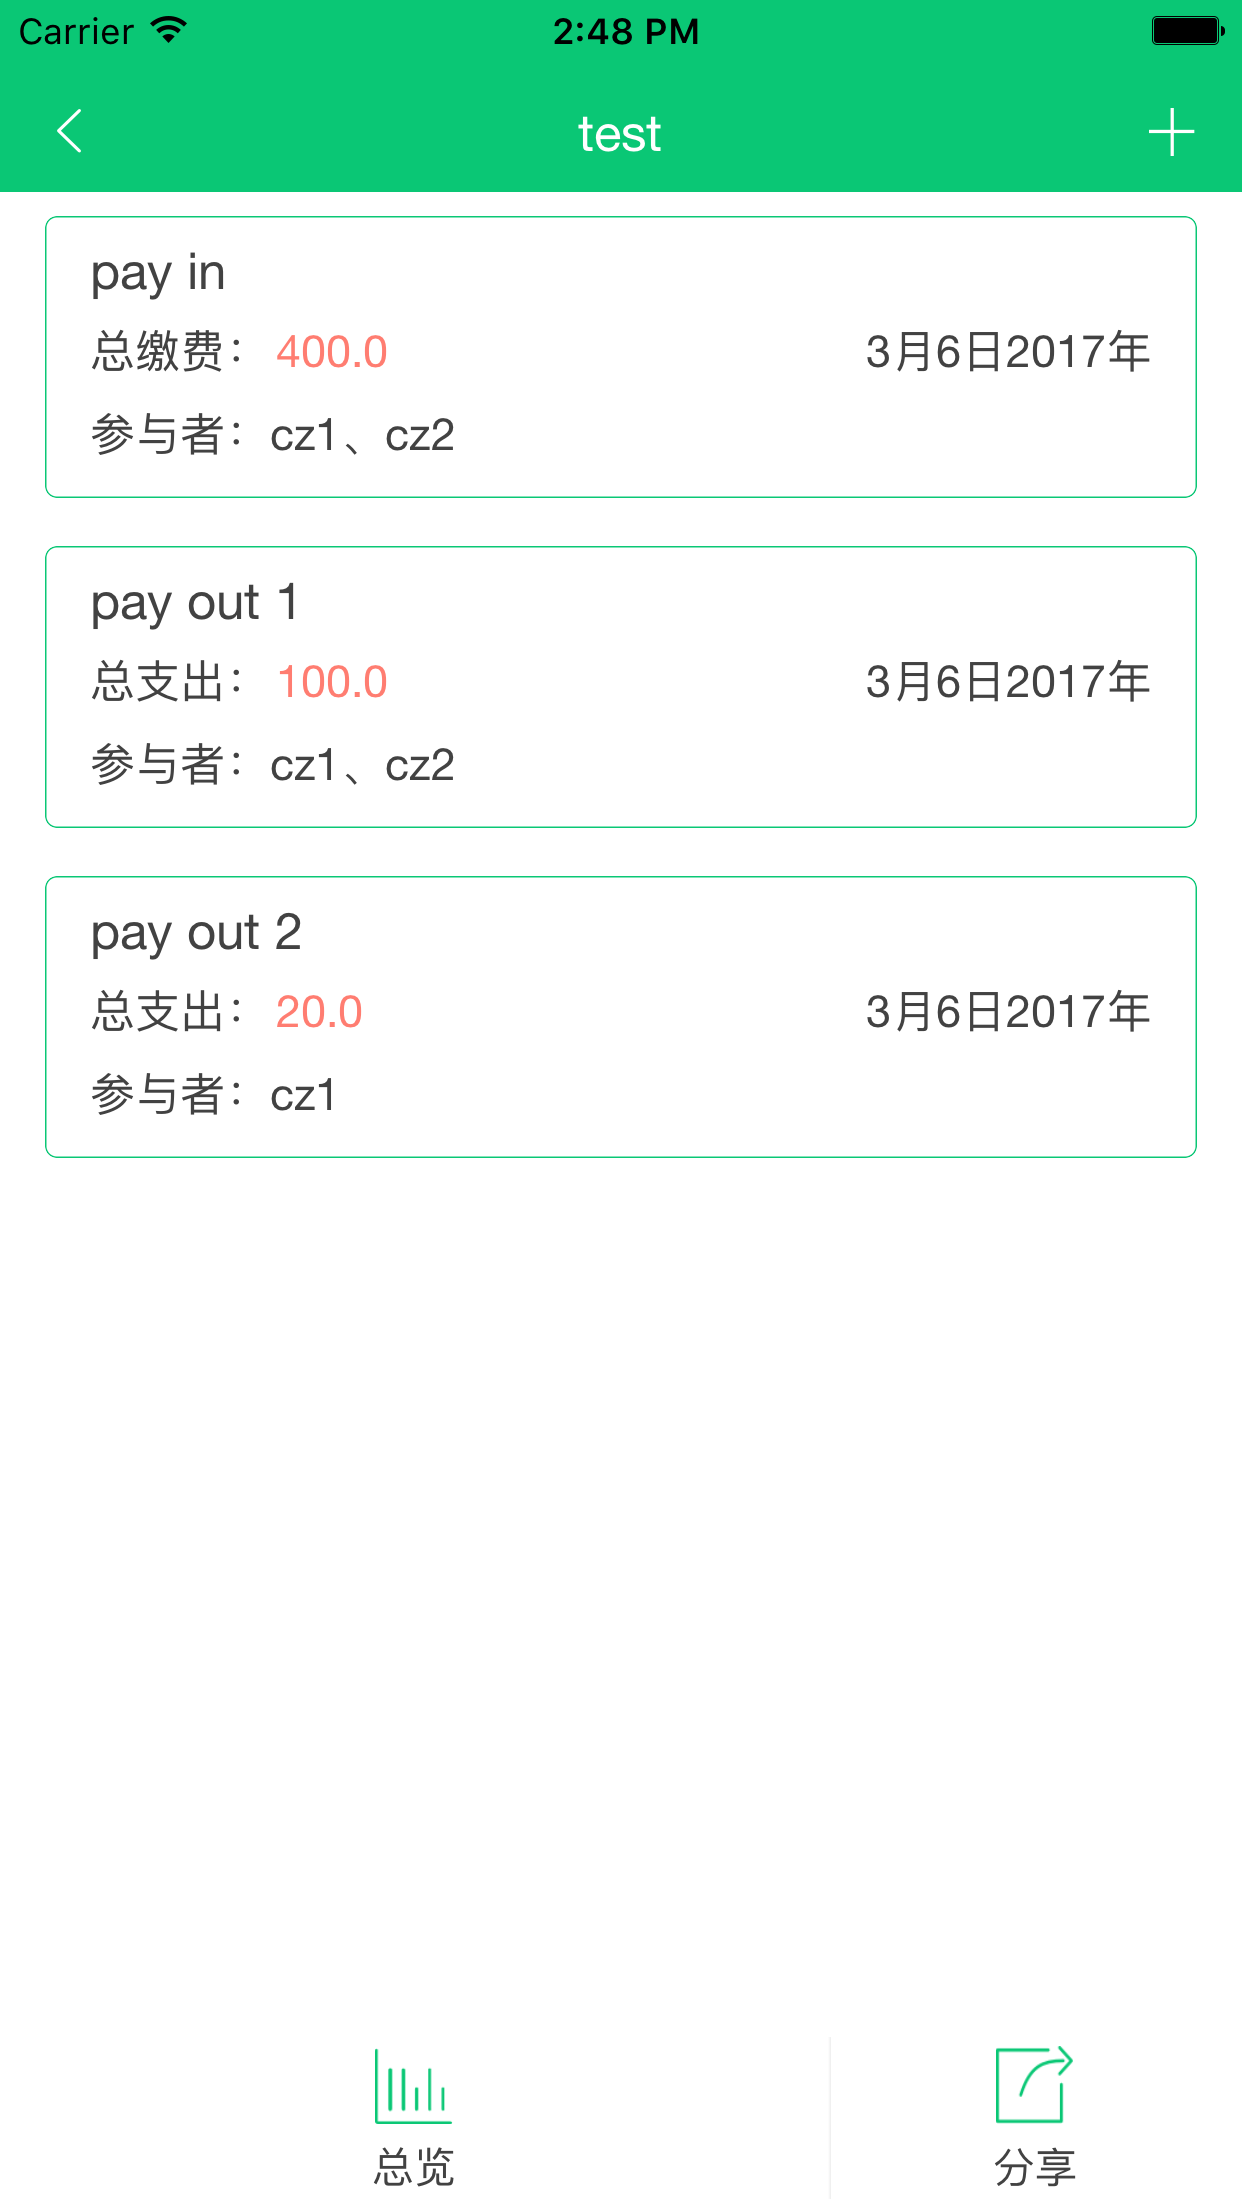 Carrier 2:48 PM
test
pay in
总缴费： 400.0 3月6日2017年
参与者：cz1、cz2
pay out 1
总支出： 100.0 3月6日2017年
参与者：cz1、cz2
pay out 2
总支出： 20.0 3月6日2017年
参与者：cz1
总览 分享